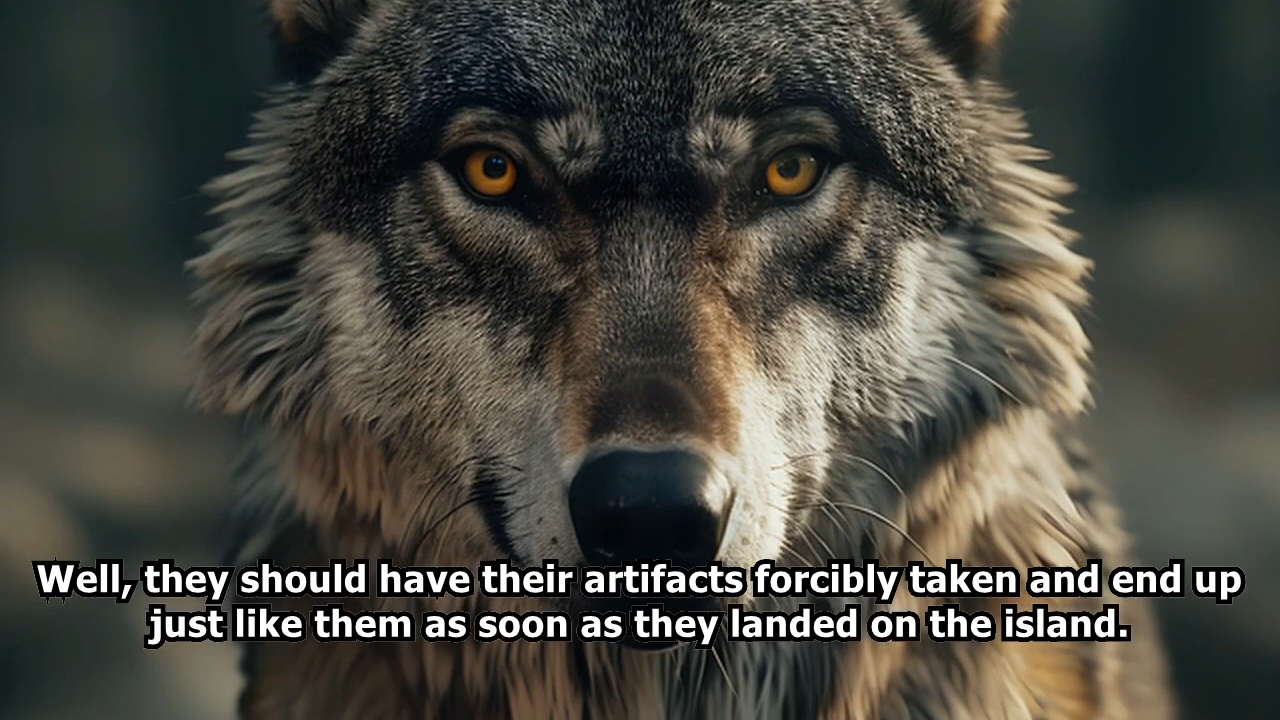 Well, they should have their artifacts forcibly taken and end up
just like them as soon as they landed on the island.